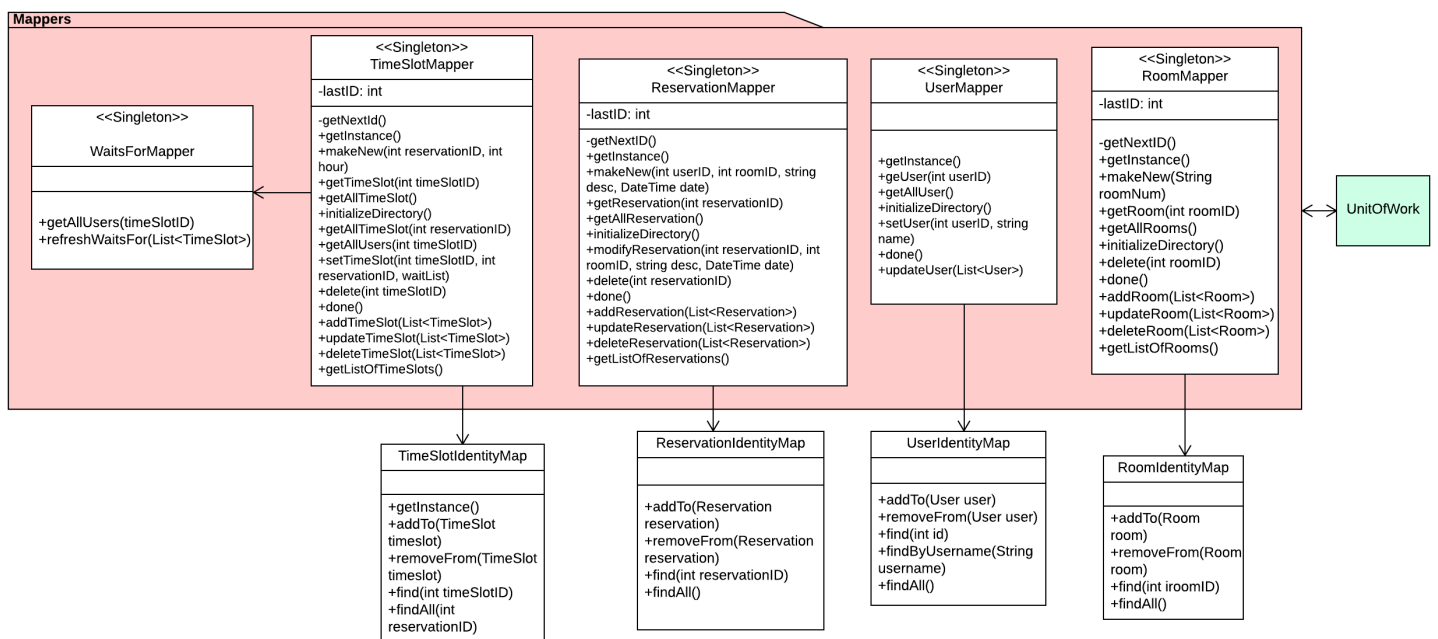 Mappers
<<Singleton>>
WaitsForMapper
+getAllUsers(timeSlotID)
+refreshWaitsFor(List<TimeSlot>)
<<Singleton>>
TimeSlotMapper
-lastID: int
-getNextId()
+getInstance()
+makeNew(int reservationID, int
hour)
+getTimeSlot(int timeSlotID)
+getAllTimeSlot()
+initializeDirectory()
+getAllTimeSlot(int reservationID)
+getAllUsers(int timeSlotID)
+setTimeSlot(int timeSlotID, int
reservationID, waitList)
+delete(int timeSlotID)
+done()
+addTimeSlot(List<TimeSlot>)
+updateTimeSlot(List<TimeSlot>)
+deleteTimeSlot(List<TimeSlot>)
+getListOfTimeSlots()
<<Singleton>>
ReservationMapper
-lastID: int
-getNextID()
+getInstance()
+makeNew(int userID, int roomID, string
desc, DateTime date)
+getReservation(int reservationID)
+getAllReservation()
+initializeDirectory()
+modifyReservation(int reservationID, int
roomID, string desc, DateTime date)
+delete(int reservationID)
+done()
+addReservation(List<Reservation>)
+updateReservation(List<Reservation>)
+deleteReservation(List<Reservation>)
+getListOfReservations()
<<Singleton>>
UserMapper
+getInstance()
+geUser(int userID)
+getAllUser()
+initializeDirectory()
+setUser(int userID, string
name)
+done()
+updateUser(List<User>)
<<Singleton>>
RoomMapper
-lastID: int
-getNextID()
+getInstance()
+makeNew(String
roomNum)
+getRoom(int roomID)
+getAllRooms()
+initializeDirectory()
+delete(int roomID)
+done()
+addRoom(List<Room>)
+updateRoom(List<Room>)
+deleteRoom(List<Room>)
+getListOfRooms()
UnitOfWork
TimeSlotIdentityMap
+getInstance()
+addTo(TimeSlot
timeslot)
+removeFrom(TimeSlot
timeslot)
+find(int timeSlotID)
+findAll(int
reservationID)
ReservationIdentityMap
+addTo(Reservation
reservation)
+removeFrom(Reservation
reservation)
+find(int reservationID)
+findAll()
UserIdentityMap
+addTo(User user)
+removeFrom(User user)
+find(int id)
+findByUsername(String
username)
+findAll()
RoomIdentityMap
+addTo(Room
room)
+removeFrom(Room
room)
+find(int iroomID)
+findAll()